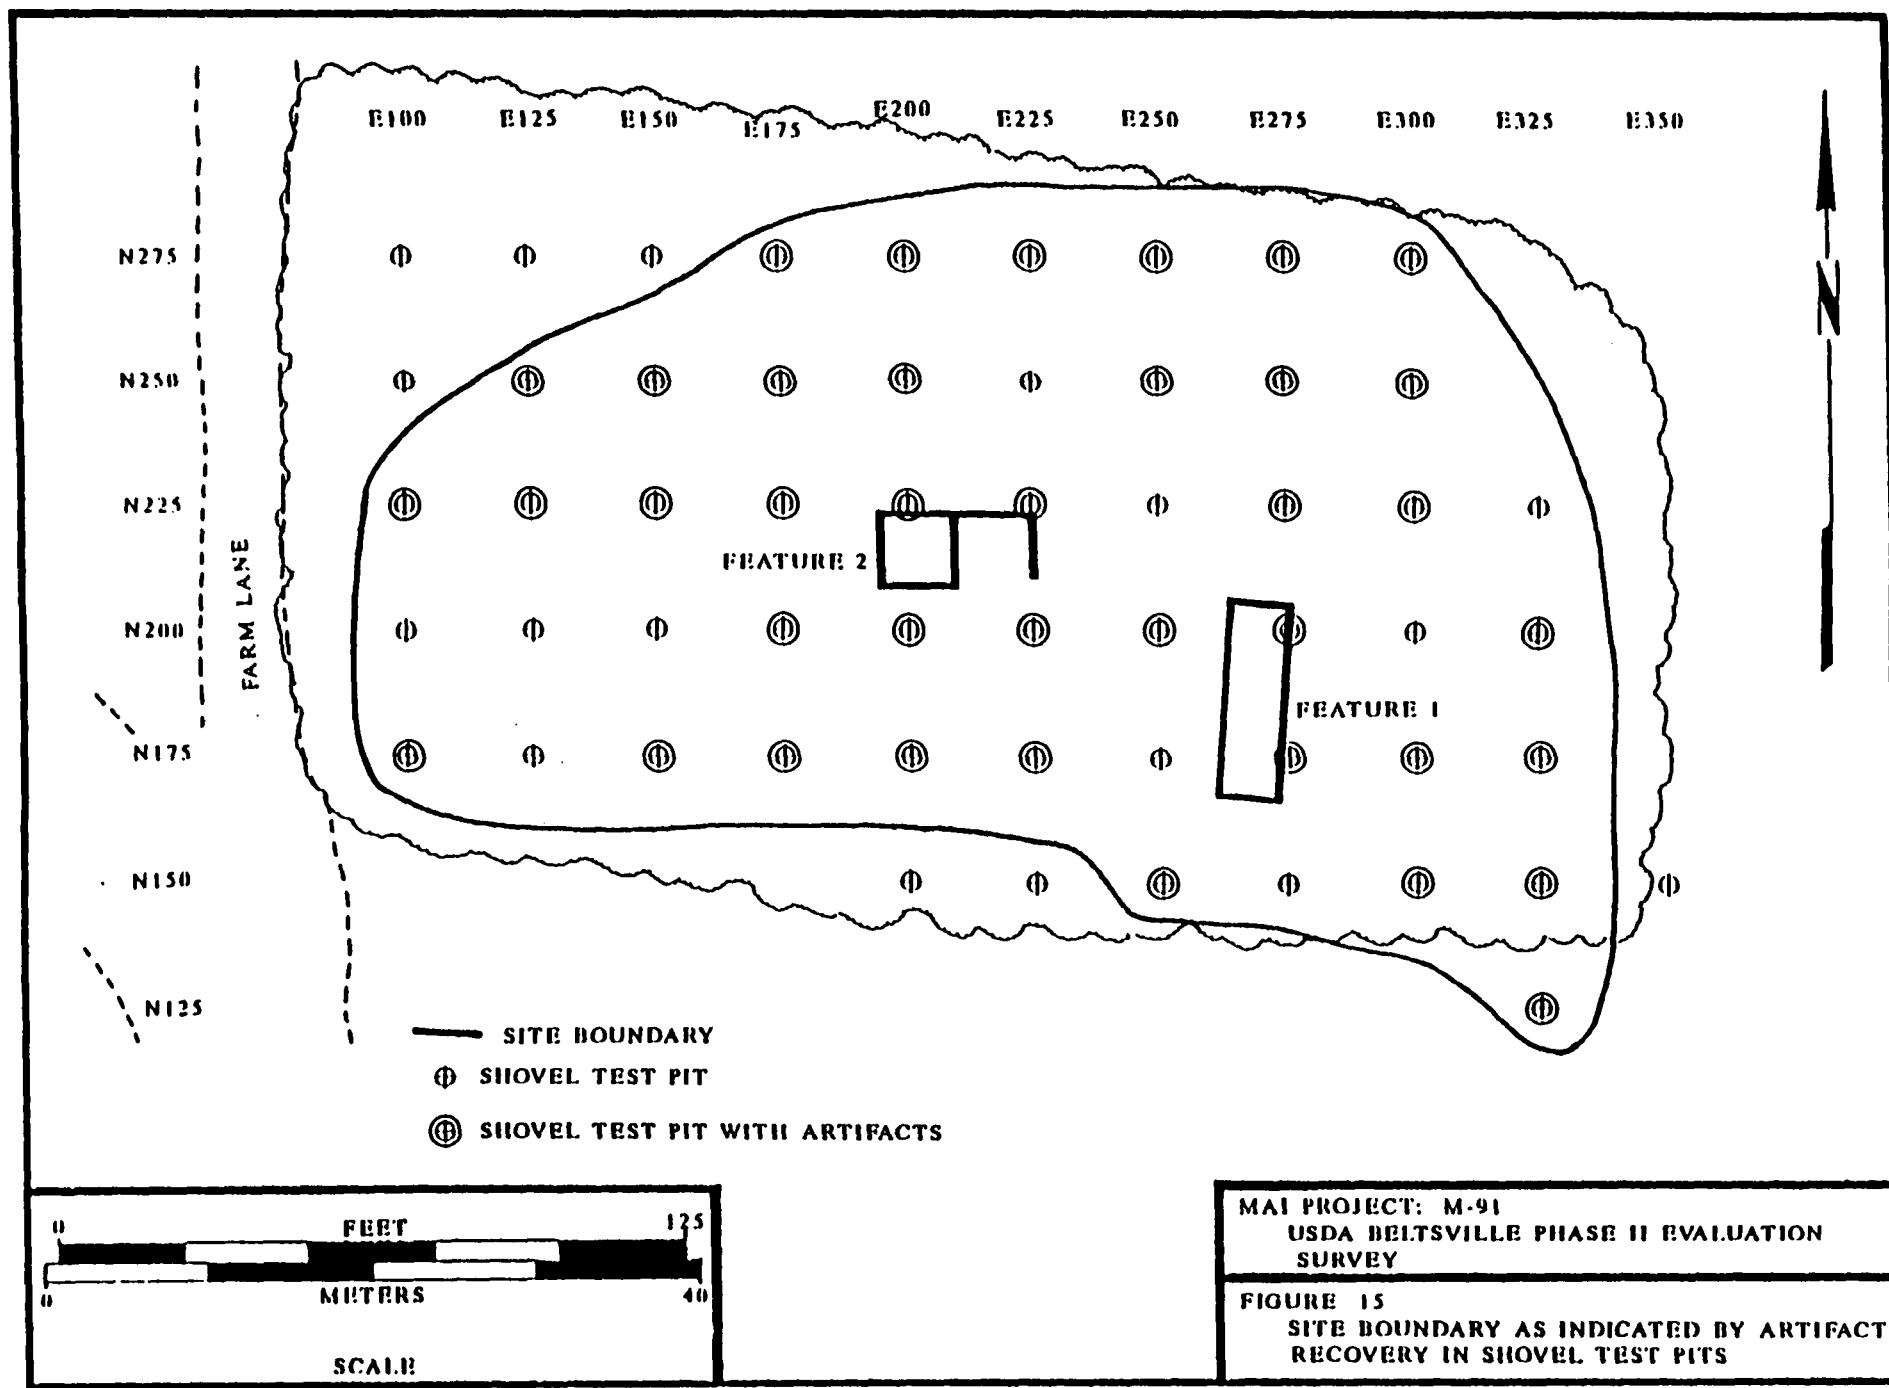 E100 E125 E150 E175 E200 E225 E250 E275 E300 E325 E350
N275
N250
N225
FEATURE 2
N200
FARM LANE
FEATURE 1
N175
N150
N125
SITE BOUNDARY
SHOVEL TEST PIT
SHOVEL TEST PIT WITH ARTIFACTS
N
0 FEET 125
0 METERS 40
SCALE
MAI PROJECT: M-91
USDA BELTSVILLE PHASE II EVALUATION
SURVEY
FIGURE 15
SITE BOUNDARY AS INDICATED BY ARTIFACT
RECOVERY IN SHOVEL TEST PITS